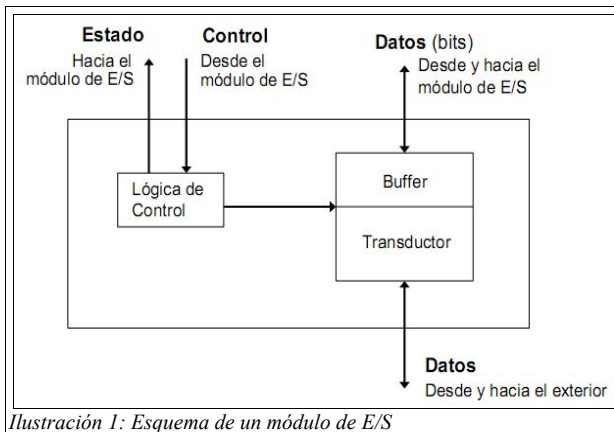 Estado
Hacia el
módulo de E/S
Control
Desde el
módulo de E/S
Datos (bits)
Desde y hacia el
módulo de E/S
Lógica de
Control
Buffer
Transductor
Datos
Desde y hacia el exterior
Ilustración 1: Esquema de un módulo de E/S